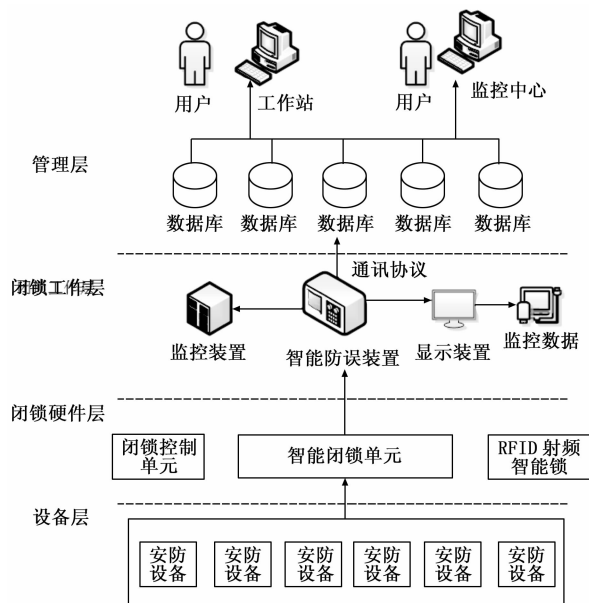 用户
工作站
用户
监控中心
管理层
数据库
数据库
数据库
数据库
数据库
通讯协议
闭锁工作层
监控装置
智能防误装置
显示装置
监控数据
闭锁硬件层
闭锁控制
单元
智能闭锁单元
RFID 射频
智能锁
设备层
安防
设备
安防
设备
安防
设备
安防
设备
安防
设备
安防
设备